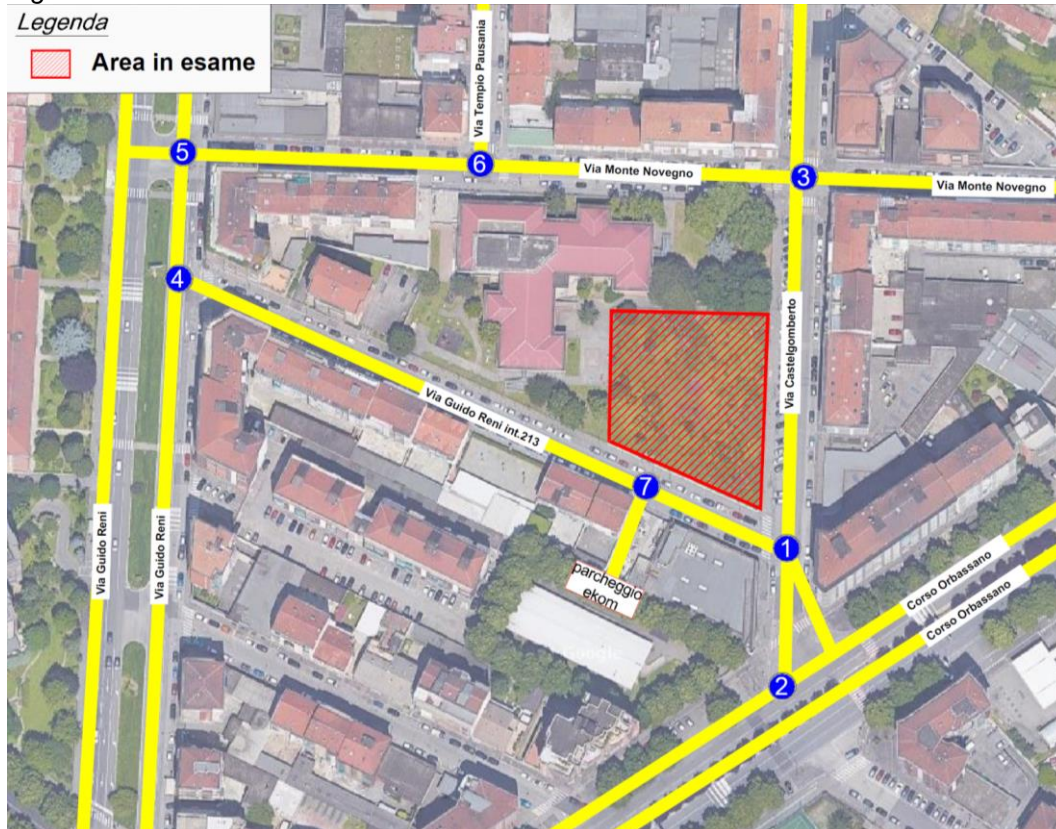 Legenda
Area in esame
Via Tempio Pausania
5
6
Via Monte Novegno
3
Via Monte Novegno
4
Via Castelgomberto
Via Guido Reni int.213
7
Via Guido Reni
Via Guido Reni
1
parcheggio
ekom
Corso Orbassano
Corso Orbassano
Google
2